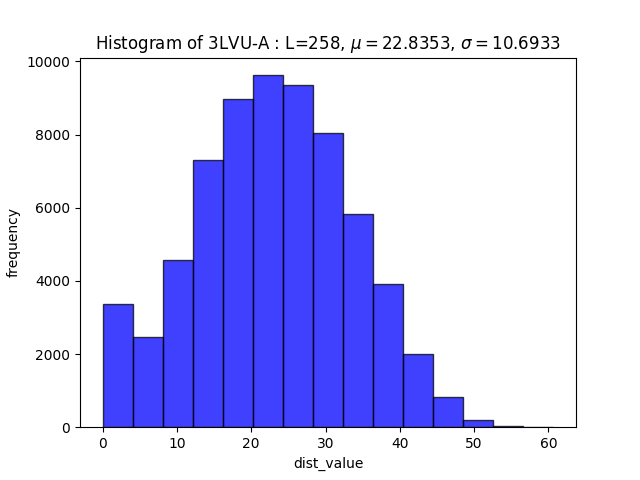 Histogram of 3LVU-A : L=258, μ = 22.8353, σ = 10.6933
10000
8000
6000
4000
2000
0
frequency
0 10 20 30 40 50 60
dist_value